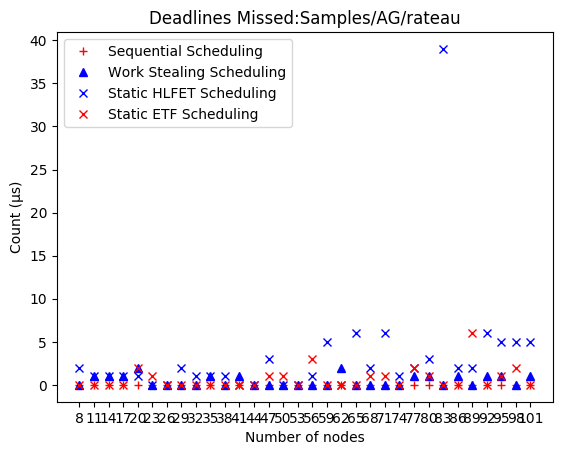 Deadlines Missed:Samples/AG/rateau
Sequential Scheduling
Work Stealing Scheduling
Static HLFET Scheduling
Static ETF Scheduling
Count (µs)
40
35
30
25
20
15
10
5
0
8 11 14 17 20 23 26 29 32 35 38 41 44 47 50 53 56 59 62 65 68 71 74 77 80 83 86 89 92 95 98 101
Number of nodes